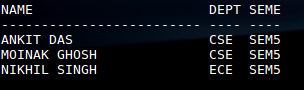 NAME DEPT SEME
------------------------- ---- ----
ANKIT DAS CSE SEM5
MOINAK GHOSH CSE SEM5
NIKHIL SINGH ECE SEM5